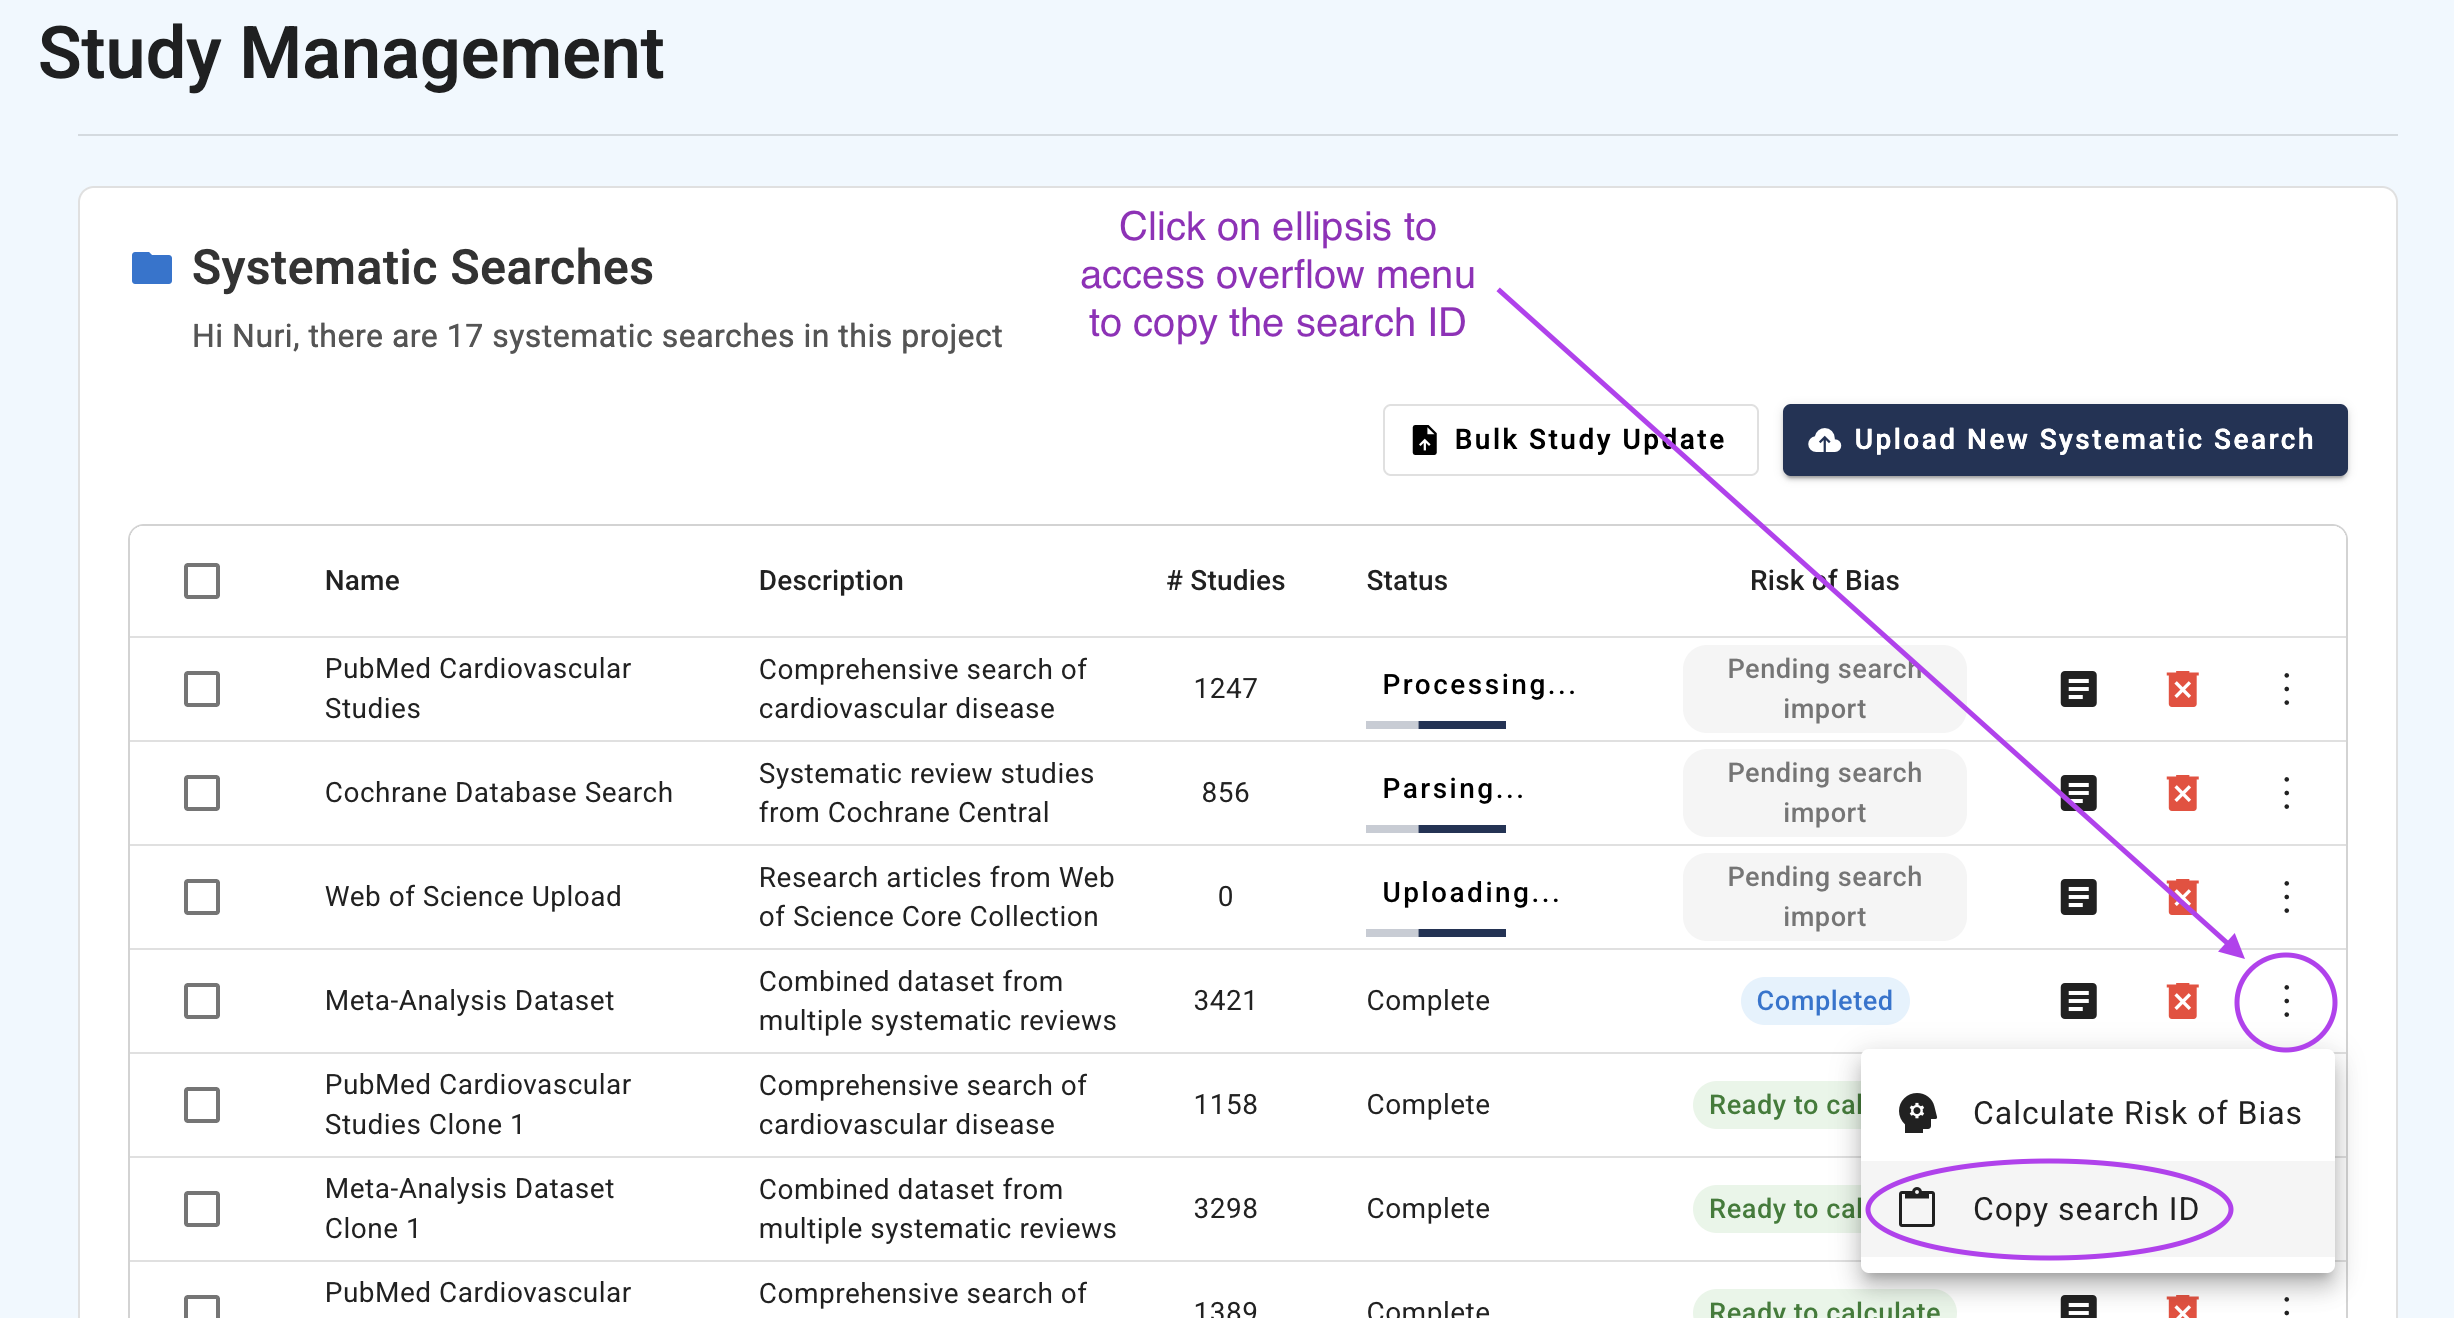 Study Management
Systematic Searches
Hi Nuri, there are 17 systematic searches in this project
Click on ellipsis to
access overflow menu
to copy the search ID
Bulk Study Update
Upload New Systematic Search
Name Description # Studies Status Risk of Bias
PubMed Cardiovascular
Studies
Comprehensive search of
cardiovascular disease
1247
Processing...
Pending search
import
Cochrane Database Search
Systematic review studies
from Cochrane Central
856
Parsing...
Pending search
import
Web of Science Upload
Research articles from Web
of Science Core Collection
0
Uploading...
Pending search
import
Meta-Analysis Dataset
Combined dataset from
multiple systematic reviews
3421
Complete
Completed
PubMed Cardiovascular
Studies Clone 1
Comprehensive search of
cardiovascular disease
1158
Complete
Ready to cal
Meta-Analysis Dataset
Clone 1
Combined dataset from
multiple systematic reviews
3298
Complete
Ready to cal
Calculate Risk of Bias
Copy search ID
PubMed Cardiovascular
Comprehensive search of
1389
Complete
Ready to calculate